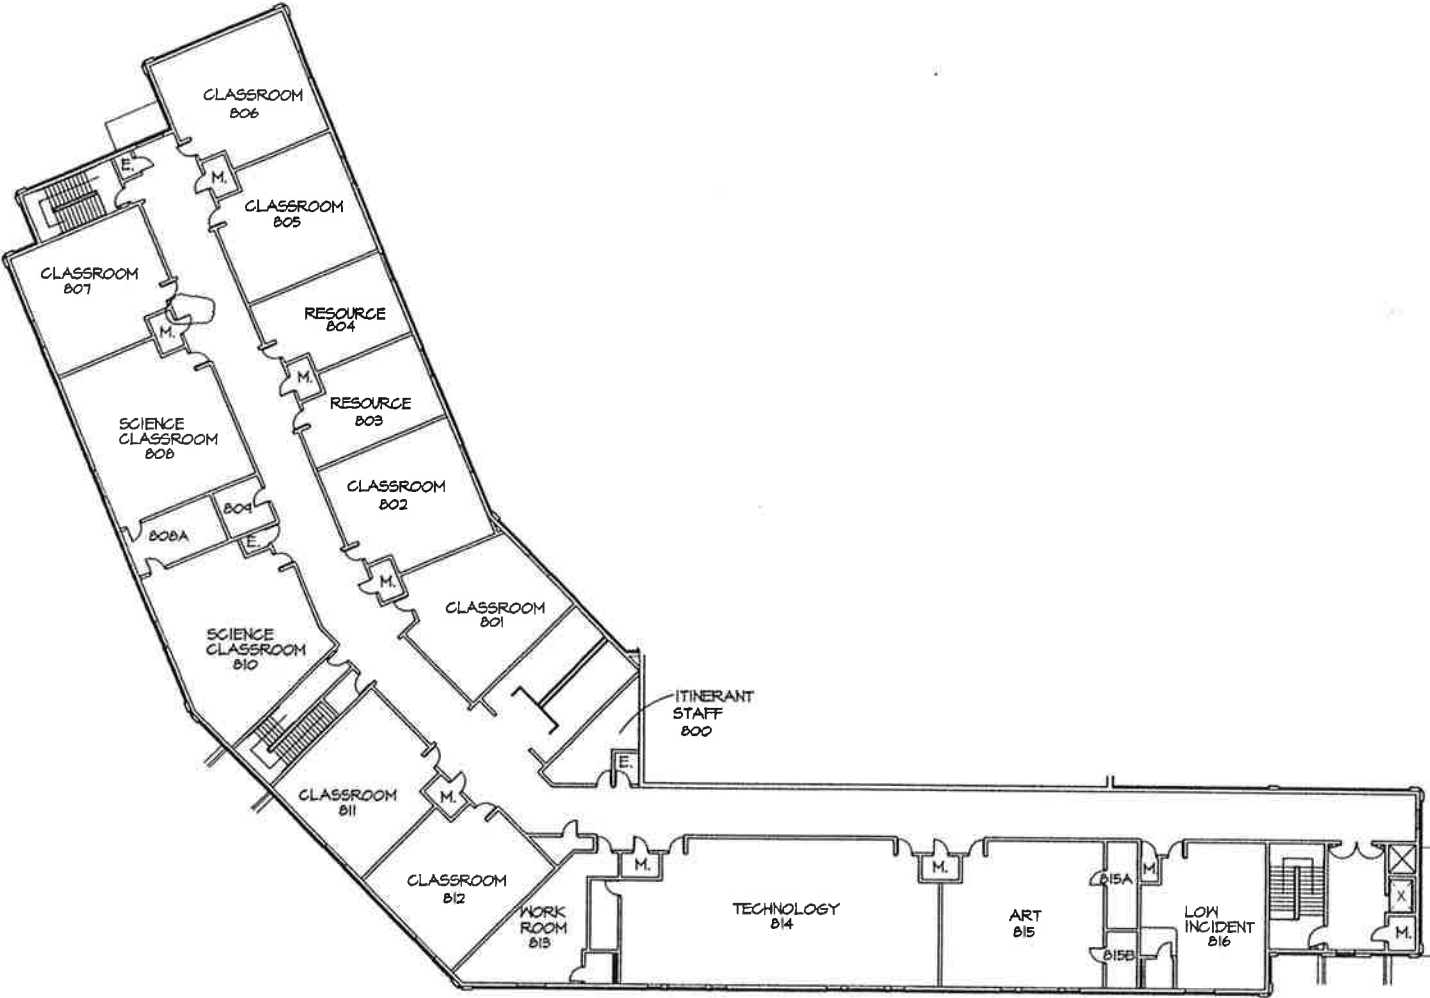 CLASSROOM
806
E.
M.
CLASSROOM
805
CLASSROOM
807
M.
RESOURCE
804
M.
RESOURCE
803
SCIENCE
CLASSROOM
808
CLASSROOM
802
809
808A
E.
M.
CLASSROOM
801
SCIENCE
CLASSROOM
810
ITINERANT
STAFF
800
E.
CLASSROOM
811
M.
CLASSROOM
812
M.
M.
M.
WORK
ROOM
813
TECHNOLOGY
814
ART
815
815A
815B
LOW
INCIDENT
816
X
M.